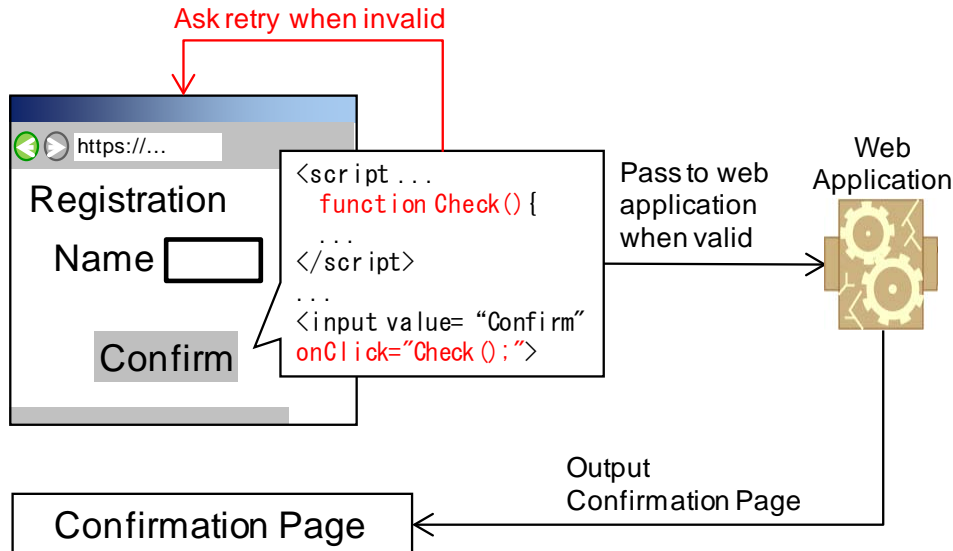 Ask retry when invalid
https://...
Registration
Name
Confirm
<script ...
function Check() {
...
</script>
...
<input value= “Confirm”
onClick="Check();">
Pass to web
application
when valid
Web
Application
Output
Confirmation Page
Confirmation Page